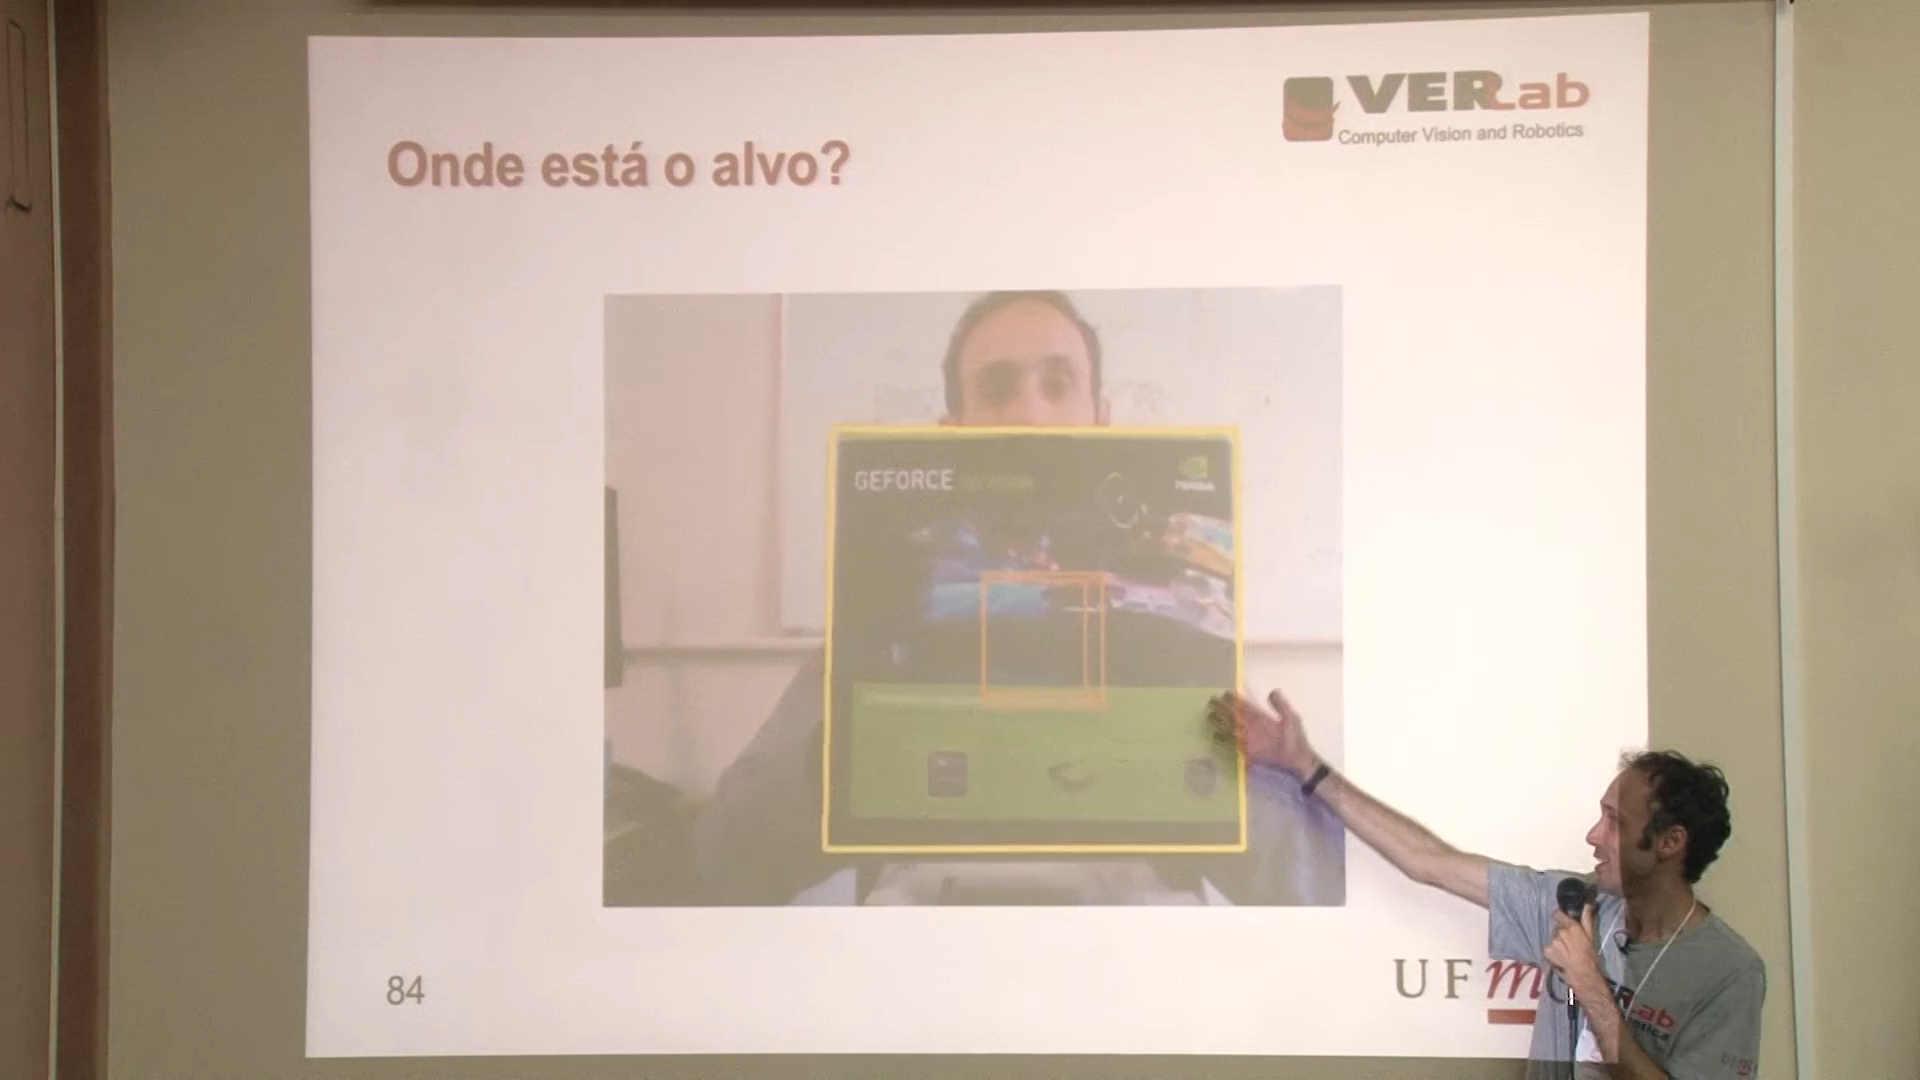 VERLab
Computer Vision and Robotics
Onde está o alvo?
GEFORCE
NVIDIA
84
UFmG